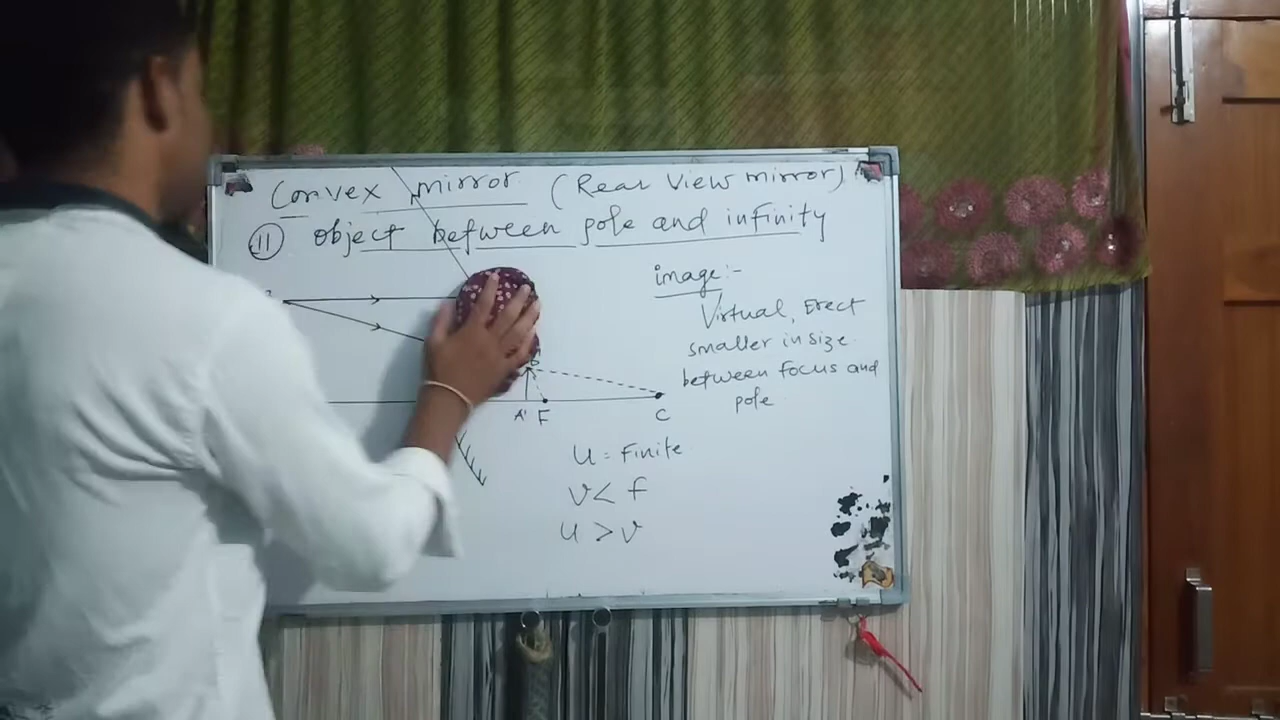 Convex mirror (Rear View mirror)
(II) object between pole and infinity
image:-
Virtual, Erect
smaller in size
between focus and
pole
A' F C
u = Finite
v < f
u > v